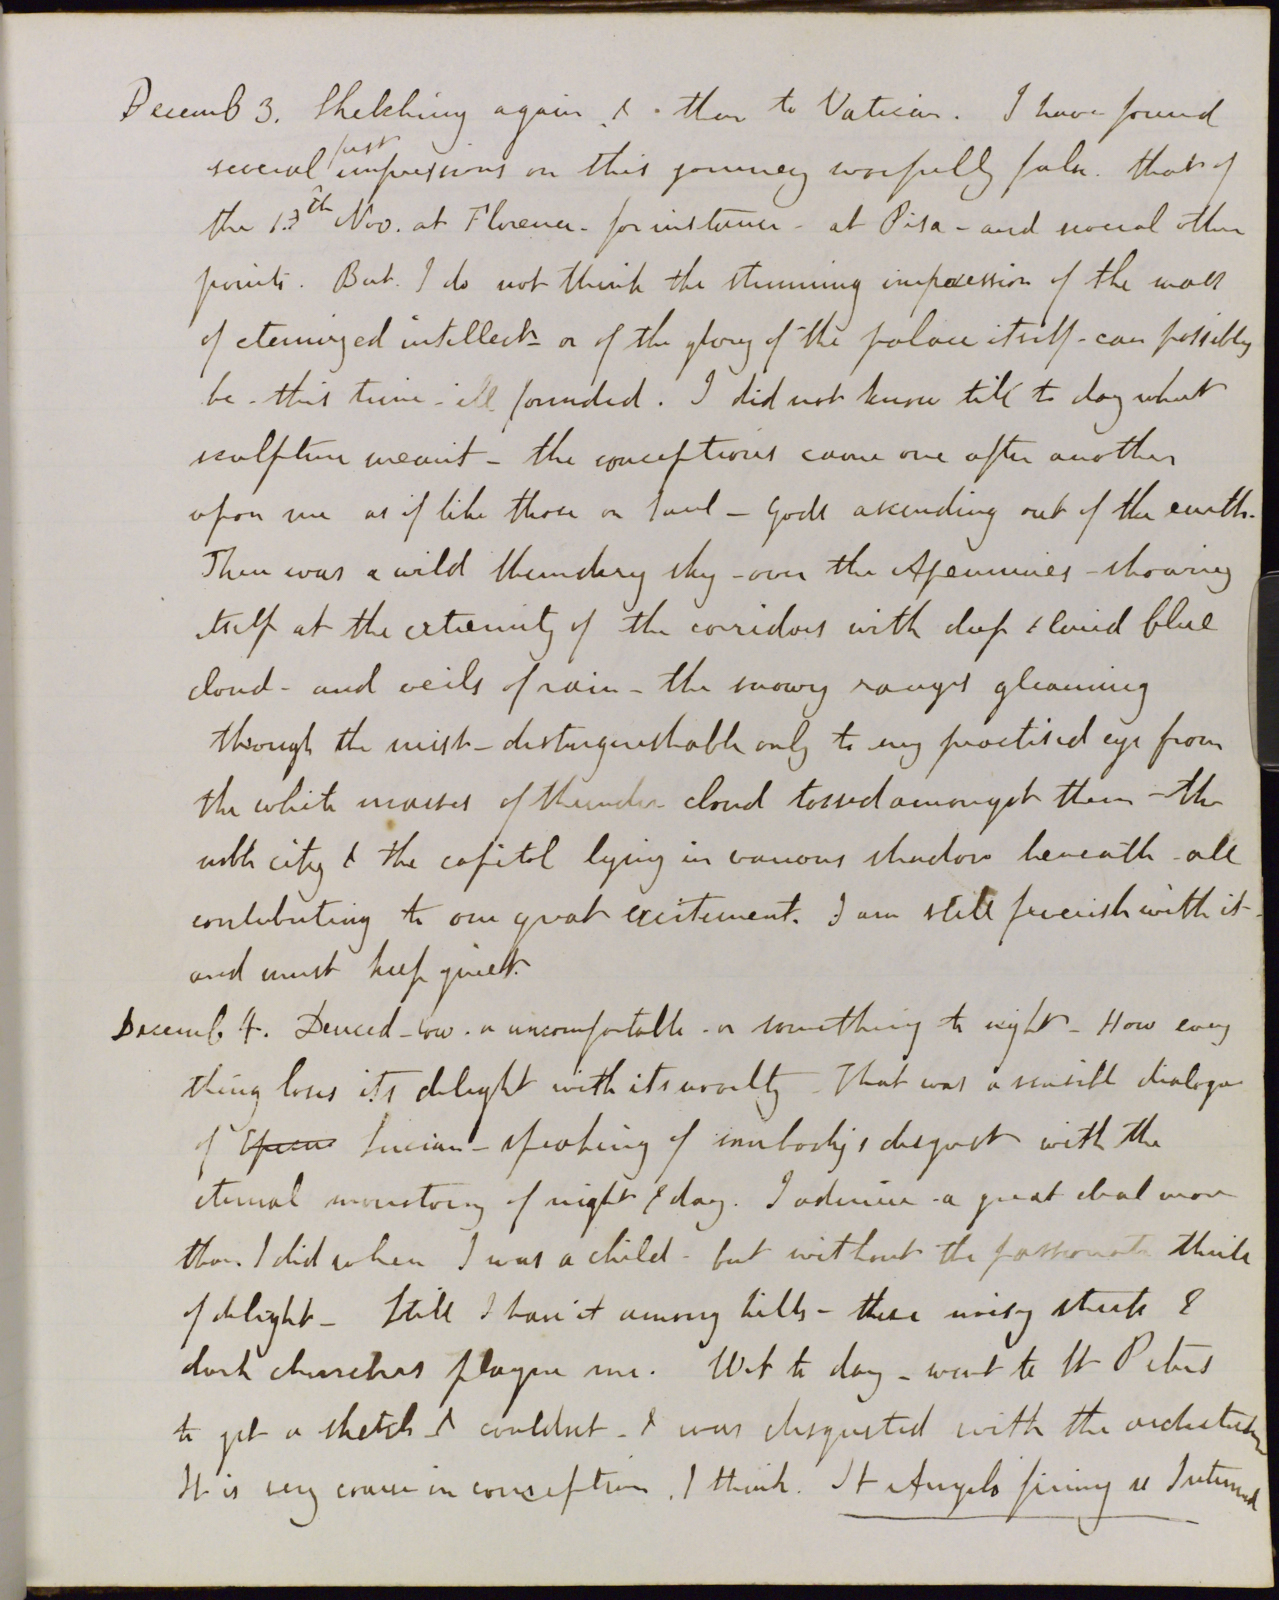 Decemb 3. Sketching again & then to Vatican. I have found
several first impressions on this journey woefully false. that of
the 13th Nov. at Florence - for instance - at Pisa - and several other
points. But I do not think the stunning impression of the mass
of eternized intellect - or of the glory of the palace itself - can possibly
be - this time - ill founded. I did not know till to day what
sculpture meant - the conceptions came one after another
upon me as if like those on Saul - Gods ascending out of the earth.
There was a wild thundery sky - over the Apennines - showing
itself at the extremity of the corridors with deep & lurid blue
cloud - and veils of rain - the snowy ranges gleaming
through the mist - distinguishable only to my practised eye from
the white masses of thunder cloud tossed amongst them - the
noble city & the capitol lying in various shadow beneath - all
contributing to one great excitement. I am still feverish with it -
and must keep quiet.
Decemb 4. Deuced - low - or uncomfortable - or something to night - How every
thing loses its delight with its novelty - That was a sensible dialogue
of Lucian - speaking of somebody's disgust with the
eternal monotony of night & day. I admire - a great deal more
than I did when I was a child - but without the passionate thrill
of delight - Still I have it among hills - these noisy streets &
dark churches plague me. Wet to day - went to St Peters
to get a sketch & couldnt - & was disgusted with the architecture
It is very coarse in conception, I think. St Angelo firing as I returned